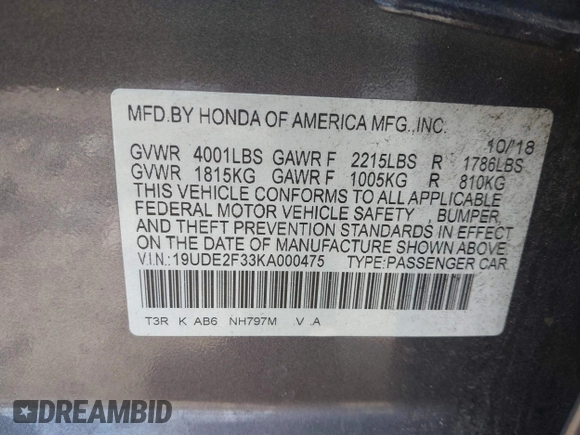 MFD.BY HONDA OF AMERICA MFG.,INC.
10/'18
GVWR 4001LBS GAWR F 2215LBS R 1786LBS
GVWR 1815KG GAWR F 1005KG R 810KG
THIS VEHICLE CONFORMS TO ALL APPLICABLE
FEDERAL MOTOR VEHICLE SAFETY , BUMPER,
AND THEFT PREVENTION STANDARDS IN EFFECT
ON THE DATE OF MANUFACTURE SHOWN ABOVE.
V.I.N.:19UDE2F33KA000475 TYPE:PASSENGER CAR
T3R K AB6 NH797M V .A
DREAMBID